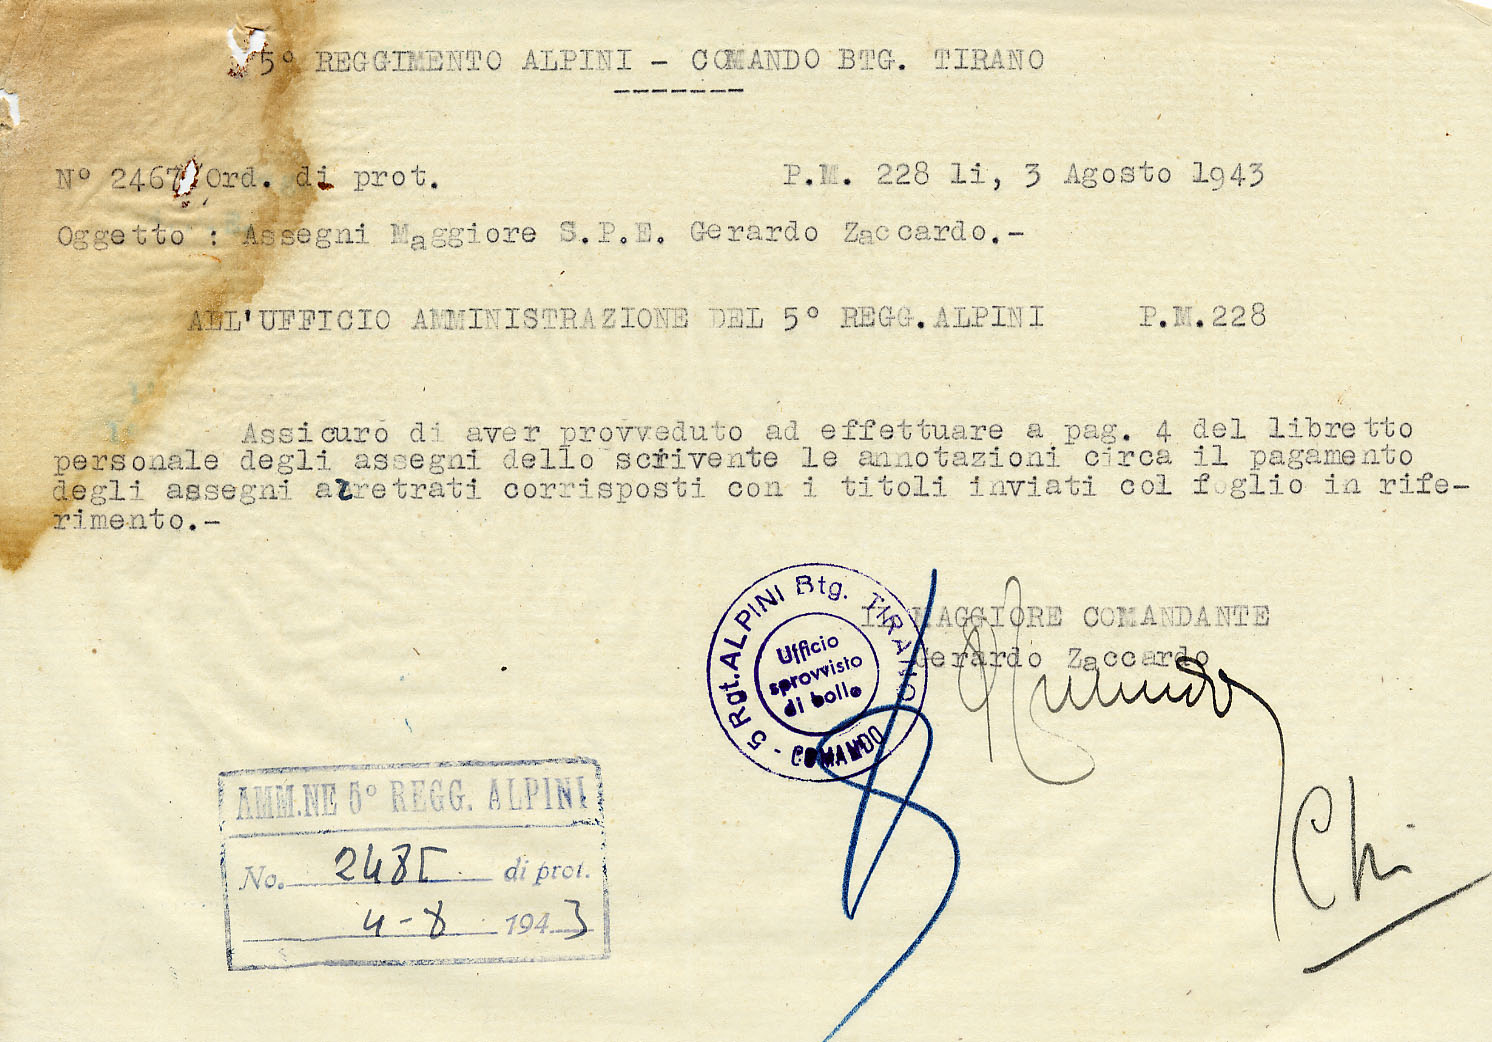 5° REGGIMENTO ALPINI - COMANDO BTG. TIRANO
-------
N° 2467/Ord. di prot. P.M. 228 li, 3 Agosto 1943
Oggetto : Assegni Maggiore S.P.E. Gerardo Zaccardo.-
ALL'UFFICIO AMMINISTRAZIONE DEL 5° REGG.ALPINI P.M.228
Assicuro di aver provveduto ad effettuare a pag. 4 del libretto
personale degli assegni dello scrivente le annotazioni circa il pagamento
degli assegni arretrati corrisposti con i titoli inviati col foglio in rife-
rimento.-
IL MAGGIORE COMANDANTE
Gerardo Zaccardo
5 Rgt. ALPINI Btg. TIRANO - COMANDO -
Ufficio
sprovvisto
di bollo
AMM.NE 5° REGG. ALPINI
No. 2485 di prot.
4-8 1943